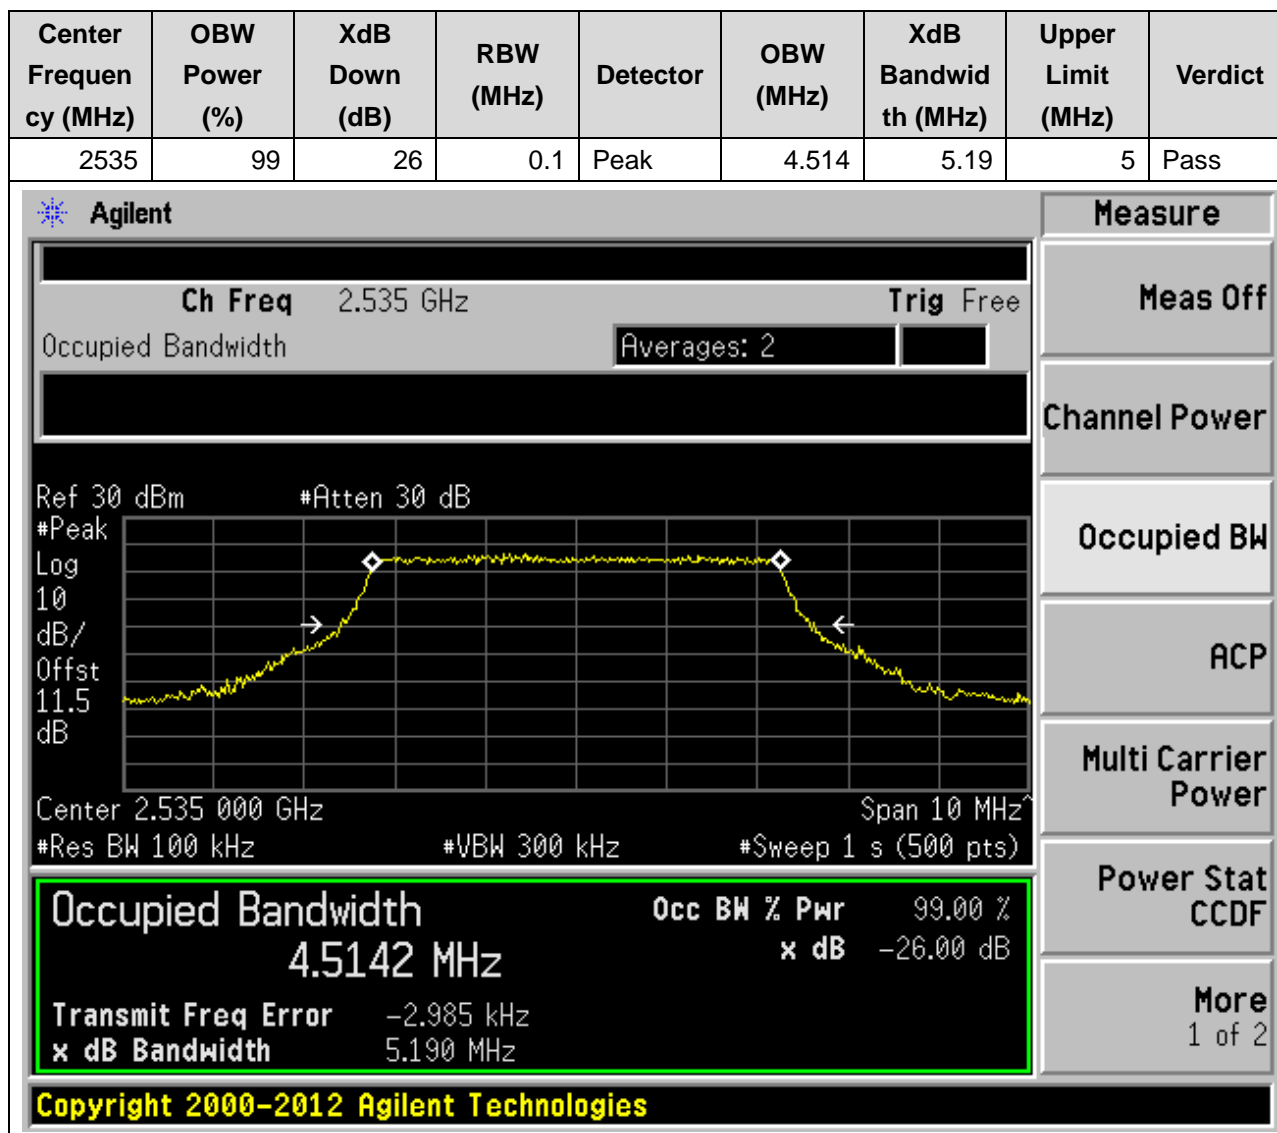 Center Frequen cy (MHz) OBW Power (%) XdB Down (dB) RBW (MHz) Detector OBW (MHz) XdB Bandwid th (MHz) Upper Limit (MHz) Verdict
2535 99 26 0.1 Peak 4.514 5.19 5 Pass
Agilent
Measure
Ch Freq 2.535 GHz Trig Free
Occupied Bandwidth Averages: 2
Meas Off
Channel Power
Occupied BW
ACP
Multi Carrier
Power
Power Stat
CCDF
More
1 of 2
Ref 30 dBm #Atten 30 dB
#Peak
Log
10
dB/
Offst
11.5
dB
Center 2.535 000 GHz Span 10 MHz^
#Res BW 100 kHz #VBW 300 kHz #Sweep 1 s (500 pts)
Occupied Bandwidth Occ BW % Pwr 99.00 %
4.5142 MHz x dB -26.00 dB
Transmit Freq Error -2.985 kHz
x dB Bandwidth 5.190 MHz
Copyright 2000-2012 Agilent Technologies